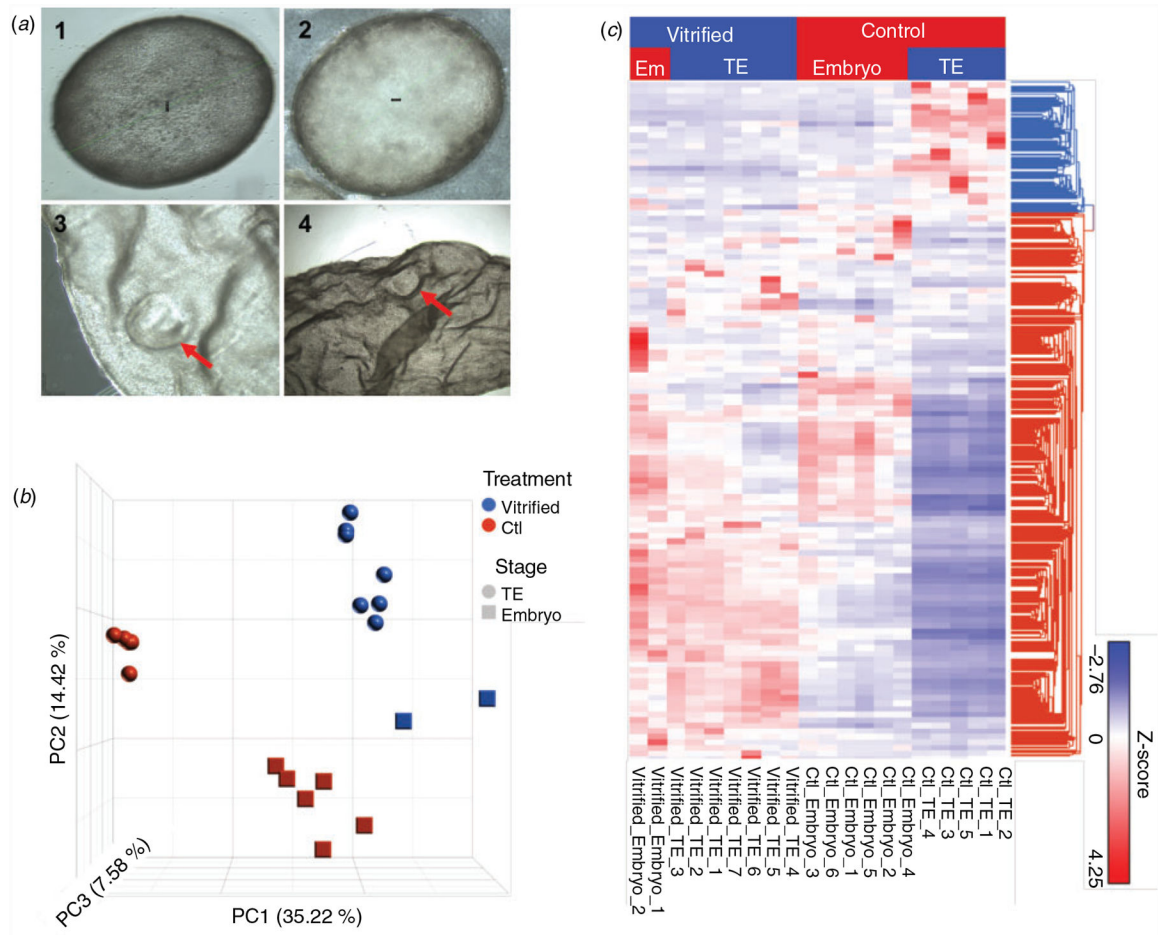 (a)
1
2
3
4
(b)
Treatment
Vitrified
Ctl
Stage
TE
Embryo
PC2 (14.42 %)
PC3 (7.58 %)
PC1 (35.22 %)
(c)
Vitrified
Control
Em
TE
Embryo
TE
−2.76
0
4.25
Z-score
Vitrified_Embryo_2
Vitrified_Embryo_1
Vitrified_TE_3
Vitrified_TE_2
Vitrified_TE_1
Vitrified_TE_7
Vitrified_TE_6
Vitrified_TE_5
Vitrified_TE_4
Ctl_Embryo_3
Ctl_Embryo_6
Ctl_Embryo_1
Ctl_Embryo_5
Ctl_Embryo_2
Ctl_Embryo_4
Ctl_TE_4
Ctl_TE_3
Ctl_TE_5
Ctl_TE_1
Ctl_TE_2